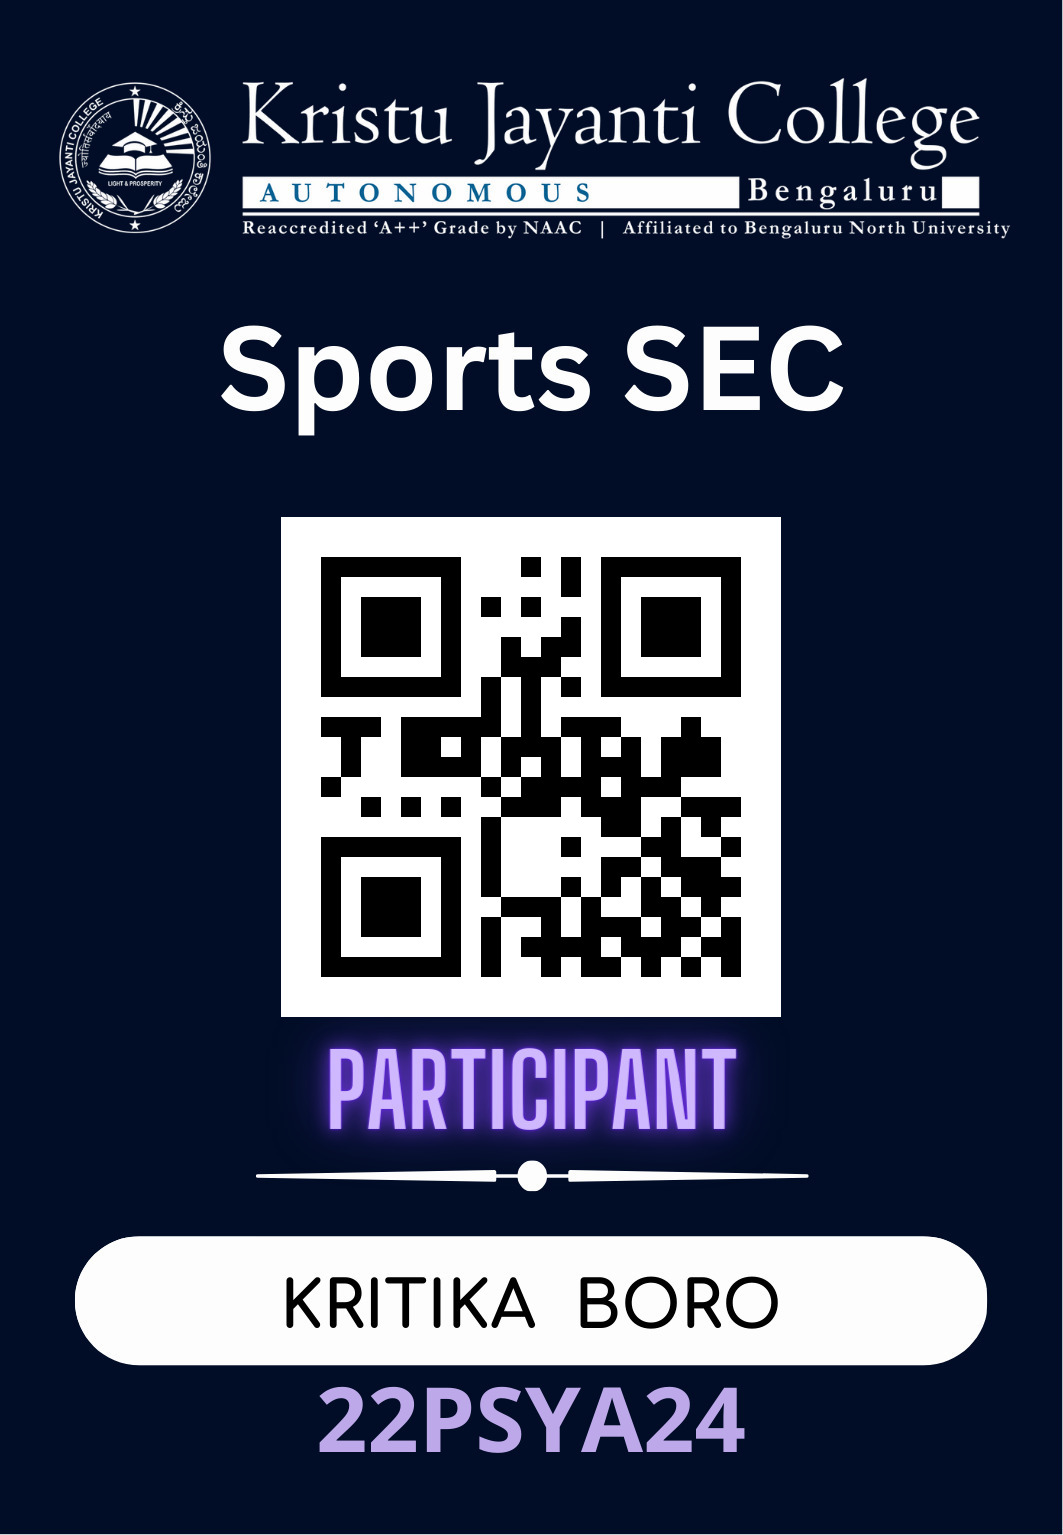 Kristu Jayanti College
AUTONOMOUS Bengaluru
Reaccredited ‘A++’ Grade by NAAC | Affiliated to Bengaluru North University
KRISTU JAYANTI COLLEGE
ಕ್ರಿಸ್ತು ಜಯಂತಿ ಕಾಲೇಜು
LIGHT & PROSPERITY
Sports SEC
PARTICIPANT
KRITIKA BORO
22PSYA24